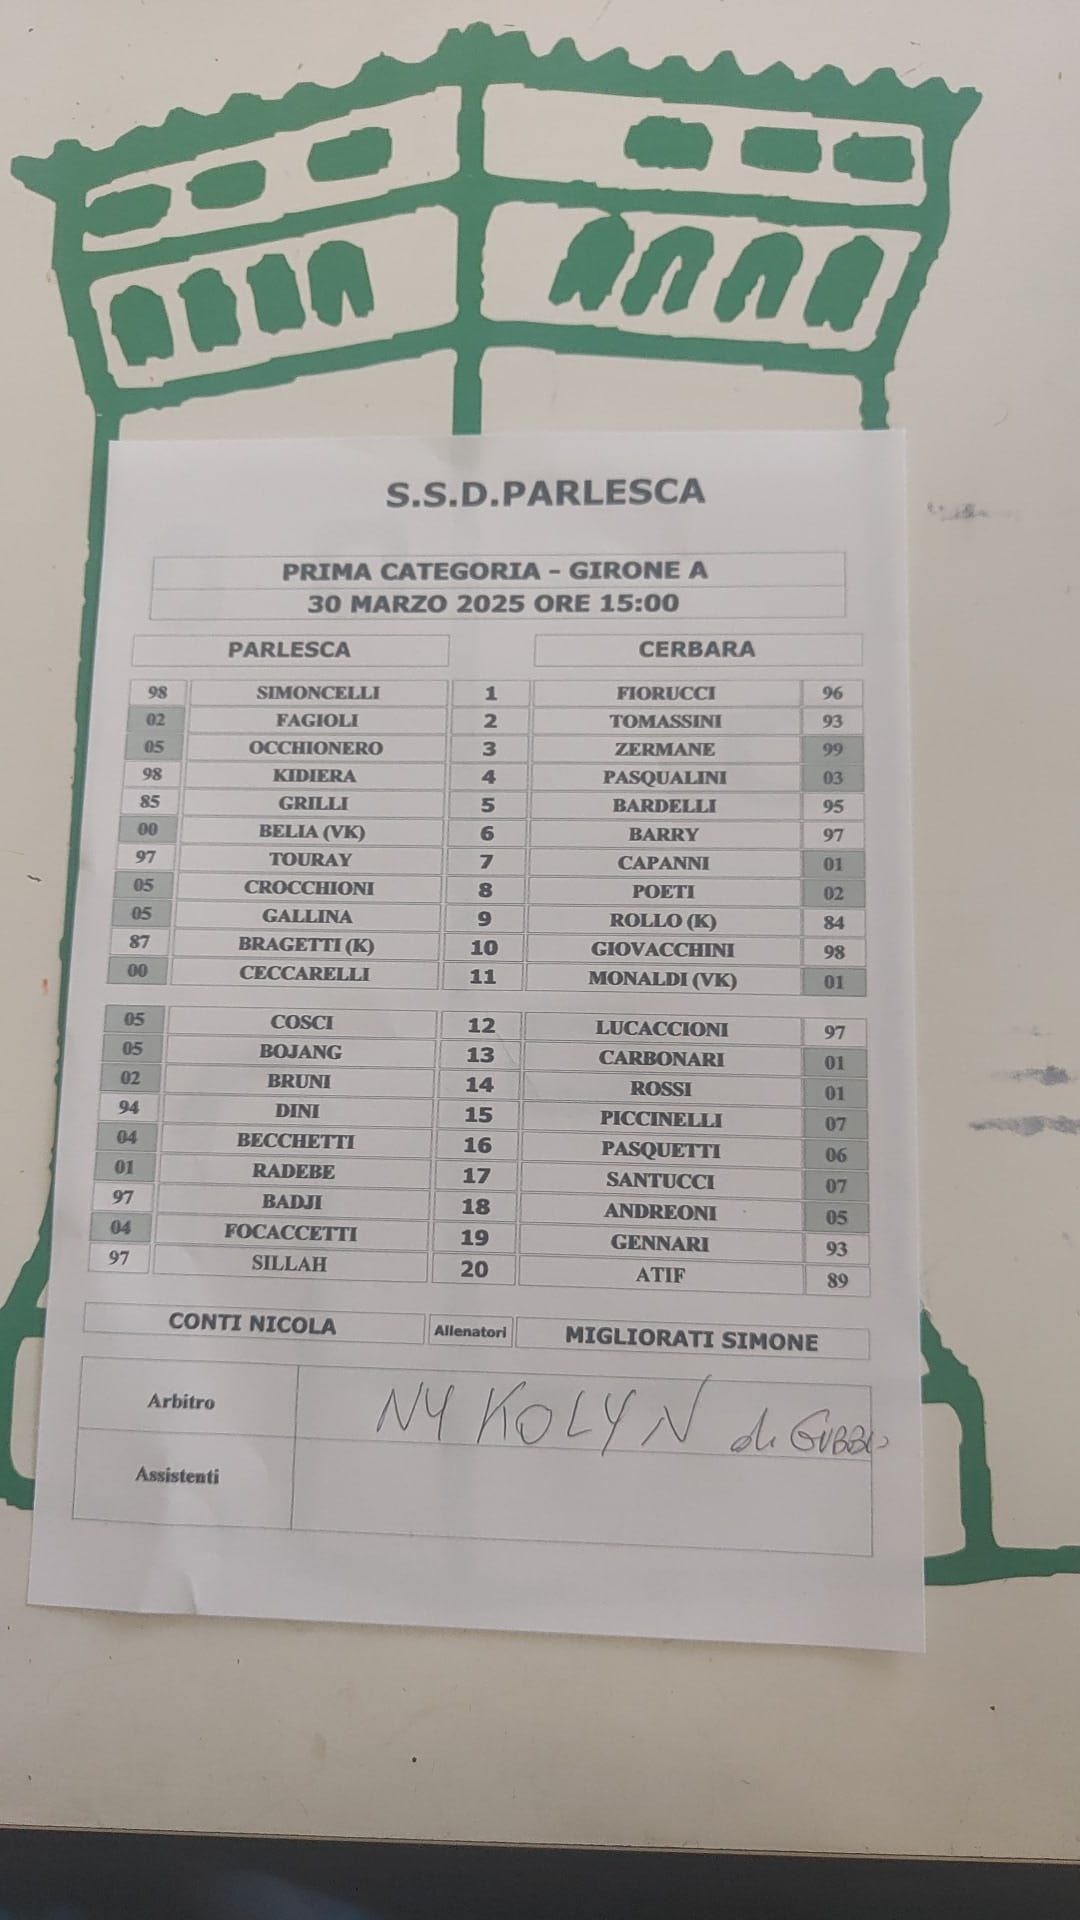 S.S.D.PARLESCA
PRIMA CATEGORIA - GIRONE A
30 MARZO 2025 ORE 15:00
PARLESCA CERBARA
98 SIMONCELLI 1 FIORUCCI 96
02 FAGIOLI 2 TOMASSINI 93
05 OCCHIONERO 3 ZERMANE 99
98 KIDIERA 4 PASQUALINI 03
85 GRILLI 5 BARDELLI 95
00 BELIA (VK) 6 BARRY 97
97 TOURAY 7 CAPANNI 01
05 CROCCHIONI 8 POETI 02
05 GALLINA 9 ROLLO (K) 84
87 BRAGETTI (K) 10 GIOVACCHINI 98
00 CECCARELLI 11 MONALDI (VK) 01
05 COSCI 12 LUCACCIONI 97
05 BOJANG 13 CARBONARI 01
02 BRUNI 14 ROSSI 01
94 DINI 15 PICCINELLI 07
04 BECCHETTI 16 PASQUETTI 06
01 RADEBE 17 SANTUCCI 07
97 BADJI 18 ANDREONI 05
04 FOCACCETTI 19 GENNARI 93
97 SILLAH 20 ATIF 89
CONTI NICOLA Allenatori MIGLIORATI SIMONE
Arbitro NYKOLYN di GUBBIO
Assistenti